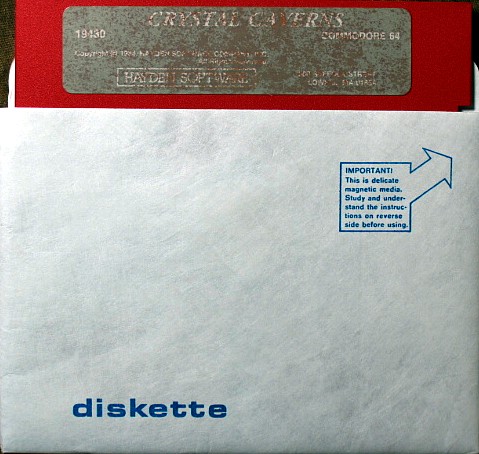 CRYSTAL CAVERNS
19430 COMMODORE 64
HAYDEN SOFTWARE
IMPORTANT!
This is delicate
magnetic media.
Study and under-
stand the instruc-
tions on reverse
side before using.
diskette